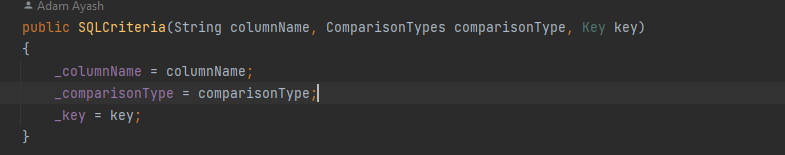 Adam Ayash
public SQLCriteria(String columnName, ComparisonTypes comparisonType, Key key)
{
_columnName = columnName;
_comparisonType = comparisonType;
_key = key;
}